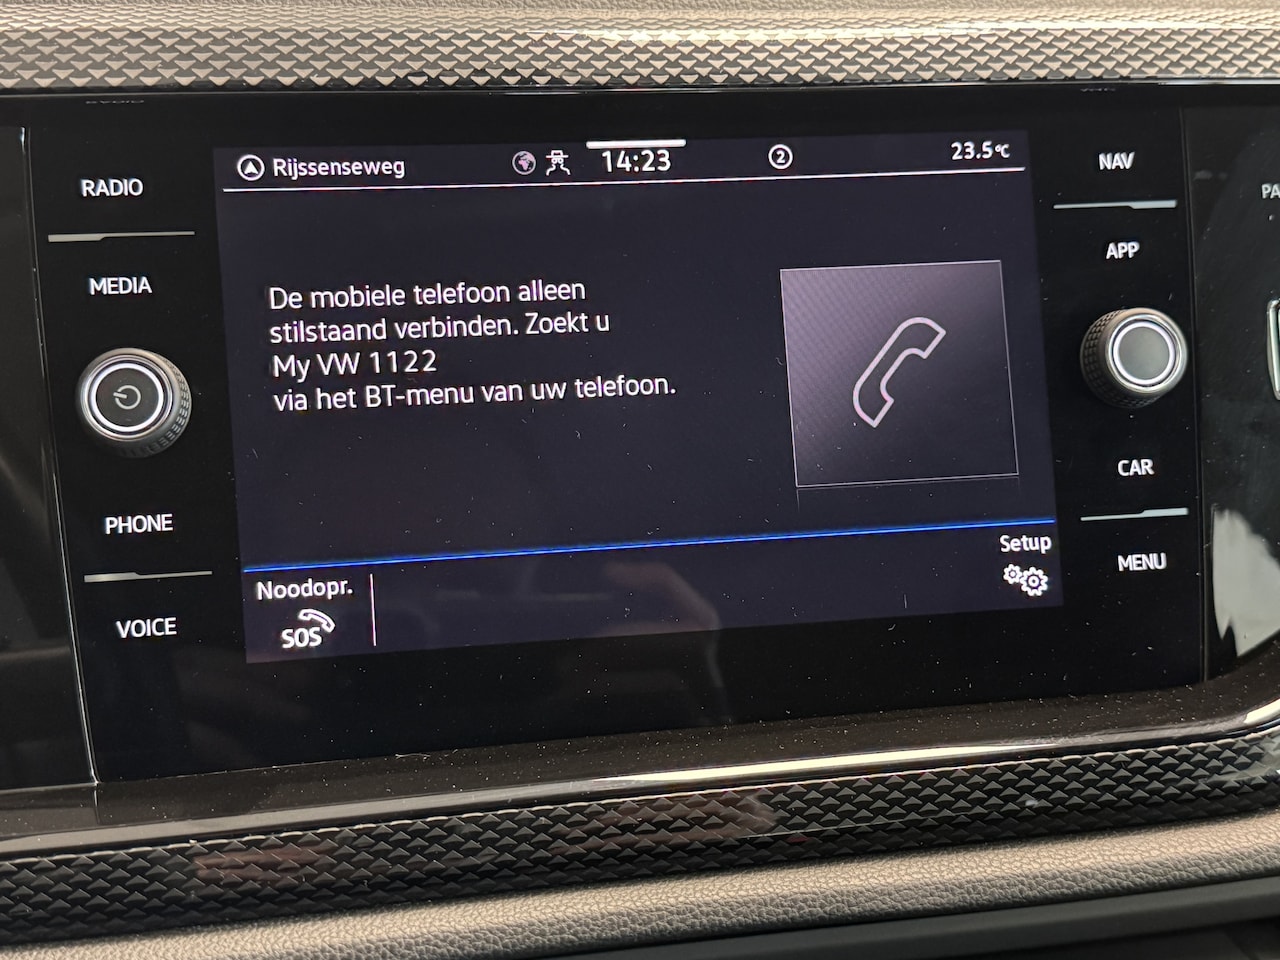 RADIO
MEDIA
PHONE
VOICE
Rijssenseweg
14:23
2
23.5°C
De mobiele telefoon alleen
stilstaand verbinden. Zoekt u
My VW 1122
via het BT-menu van uw telefoon.
Noodopr.
SOS
Setup
NAV
APP
CAR
MENU
PA